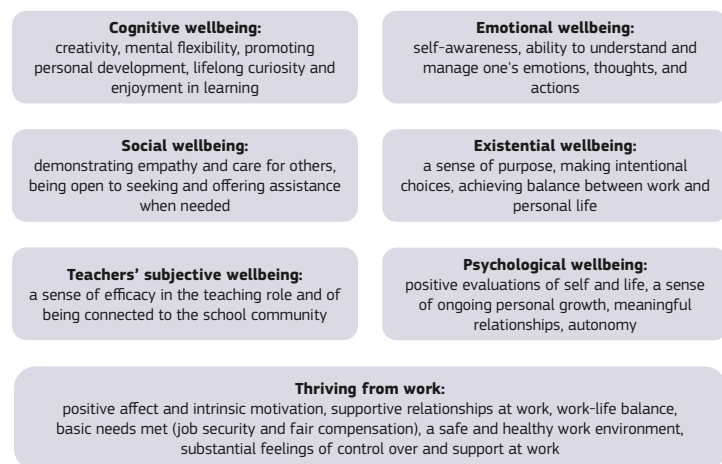 Cognitive wellbeing:
creativity, mental flexibility, promoting
personal development, lifelong curiosity and
enjoyment in learning
Emotional wellbeing:
self-awareness, ability to understand and
manage one's emotions, thoughts, and
actions
Social wellbeing:
demonstrating empathy and care for others,
being open to seeking and offering assistance
when needed
Existential wellbeing:
a sense of purpose, making intentional
choices, achieving balance between work and
personal life
Teachers' subjective wellbeing:
a sense of efficacy in the teaching role and of
being connected to the school community
Psychological wellbeing:
positive evaluations of self and life, a sense
of ongoing personal growth, meaningful
relationships, autonomy
Thriving from work:
positive affect and intrinsic motivation, supportive relationships at work, work-life balance,
basic needs met (job security and fair compensation), a safe and healthy work environment,
substantial feelings of control over and support at work